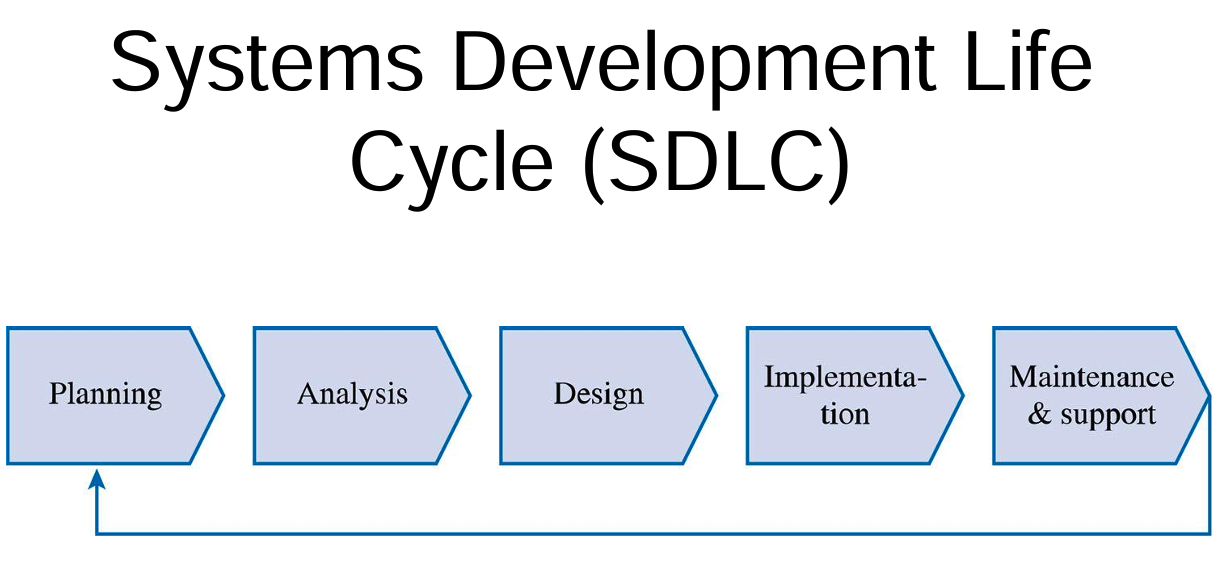 Systems Development Life
Cycle (SDLC)
Planning
Analysis
Design
Implementa-
tion
Maintenance
& support